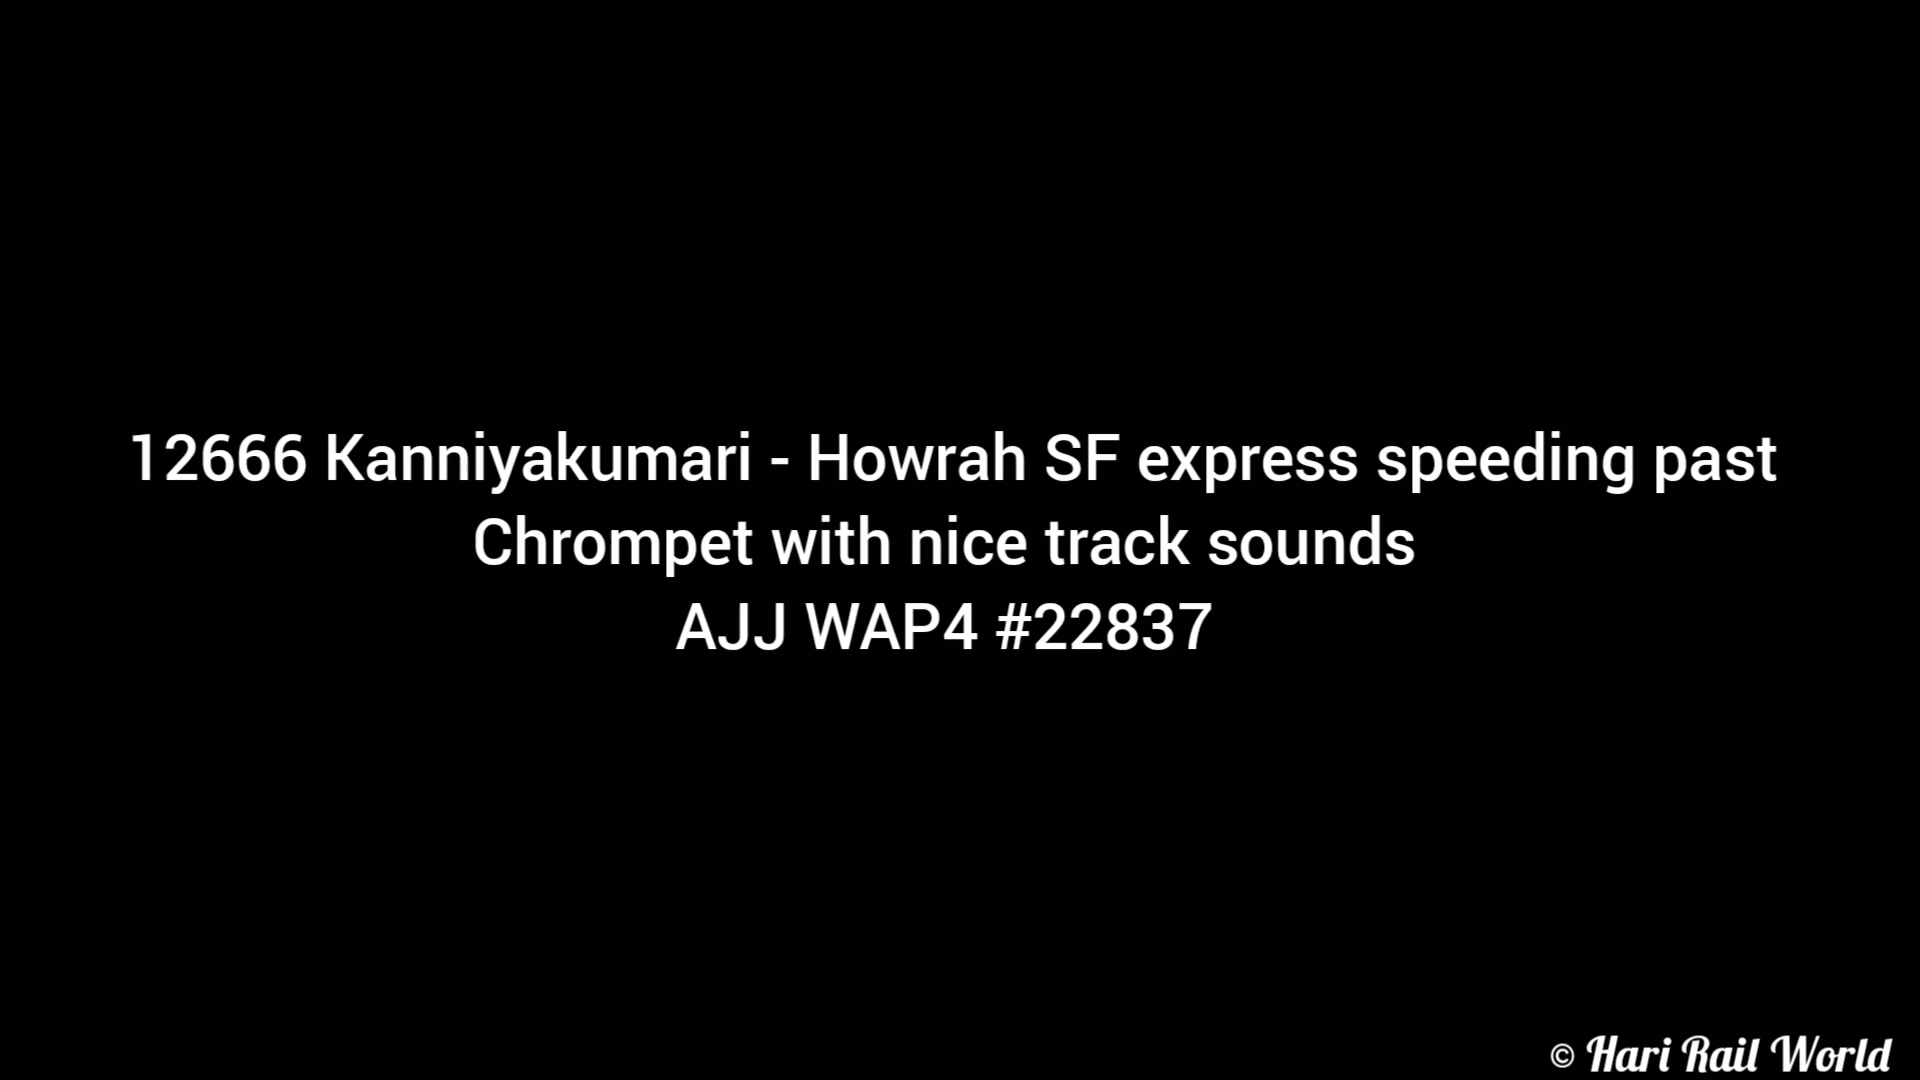 12666 Kanniyakumari - Howrah SF express speeding past
Chrompet with nice track sounds
AJJ WAP4 #22837
© Hari Rail World